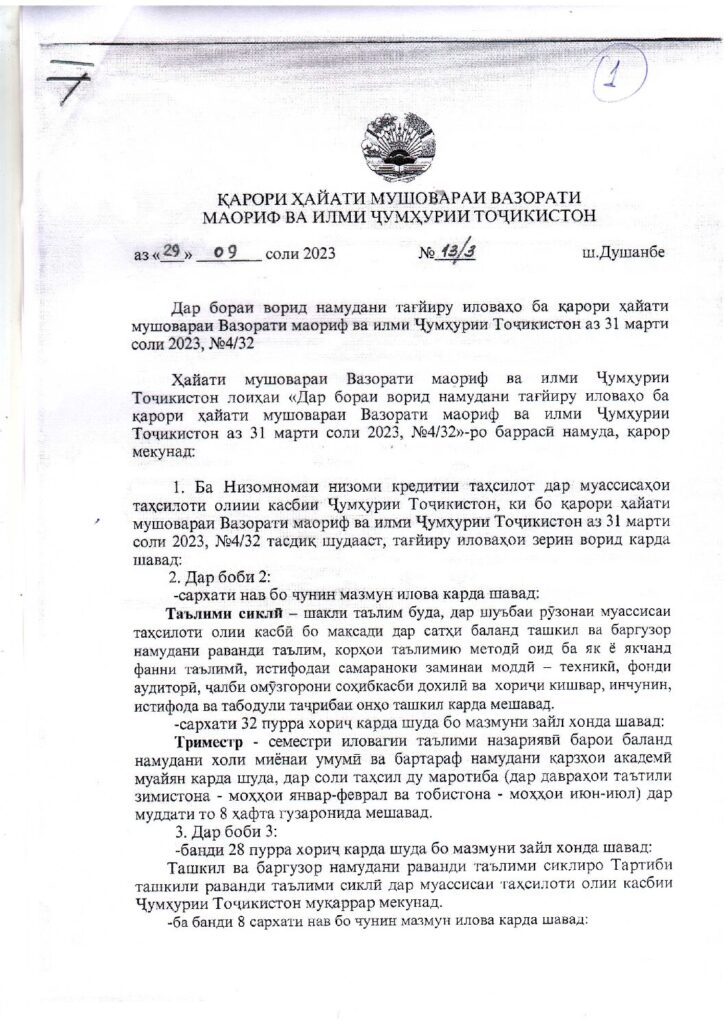 1
ҚАРОРИ ҲАЙАТИ МУШОВАРАИ ВАЗОРАТИ
МАОРИФ ВА ИЛМИ ҶУМҲУРИИ ТОҶИКИСТОН
аз «29» 09 соли 2023 №13/3 ш.Душанбе
Дар бораи ворид намудани тағйиру иловаҳо ба қарори ҳайати
мушовараи Вазорати маориф ва илми Ҷумҳурии Тоҷикистон аз 31 марти
соли 2023, №4/32
Ҳайати мушовараи Вазорати маориф ва илми Ҷумҳурии
Тоҷикистон лоиҳаи «Дар бораи ворид намудани тағйиру иловаҳо ба
қарори ҳайати мушовараи Вазорати маориф ва илми Ҷумҳурии
Тоҷикистон аз 31 марти соли 2023, №4/32»-ро баррасӣ намуда, қарор
мекунад:
1. Ба Низомномаи низоми кредитии таҳсилот дар муассисаҳои
таҳсилоти олиии касбии Ҷумҳурии Тоҷикистон, ки бо қарори ҳайати
мушовараи Вазорати маориф ва илми Ҷумҳурии Тоҷикистон аз 31 марти
соли 2023, №4/32 тасдиқ шудааст, тағйиру иловаҳои зерин ворид карда
шавад:
2. Дар боби 2:
-сархати нав бо чунин мазмун илова карда шавад:
Таълими сиклӣ – шакли таълим буда, дар шуъбаи рӯзонаи муассисаи
таҳсилоти олии касбӣ бо мақсади дар сатҳи баланд ташкил ва баргузор
намудани раванди таълим, корҳои таълимию методӣ оид ба як ё якчанд
фанни таълимӣ, истифодаи самараноки заминаи моддӣ – техникӣ, фонди
аудиторӣ, ҷалби омӯзгорони соҳибкасби дохилӣ ва хориҷи кишвар, инчунин,
истифода ва табодули таҷрибаи онҳо ташкил карда мешавад.
-сархати 32 пурра хориҷ карда шуда бо мазмуни зайл хонда шавад:
Триместр - семестри иловагии таълими назариявӣ барои баланд
намудани холи миёнаи умумӣ ва бартараф намудани қарзҳои академӣ
муайян карда шуда, дар соли таҳсил ду маротиба (дар давраҳои таътили
зимистона - моҳҳои январ-феврал ва тобистона - моҳҳои июн-июл) дар
муддати то 8 ҳафта гузаронида мешавад.
3. Дар боби 3:
-банди 28 пурра хориҷ карда шуда бо мазмуни зайл хонда шавад:
Ташкил ва баргузор намудани раванди таълими сиклиро Тартиби
ташкили раванди таълими сиклӣ дар муассисаи таҳсилоти олии касбии
Ҷумҳурии Тоҷикистон муқаррар мекунад.
-ба банди 8 сархати нав бо чунин мазмун илова карда шавад: